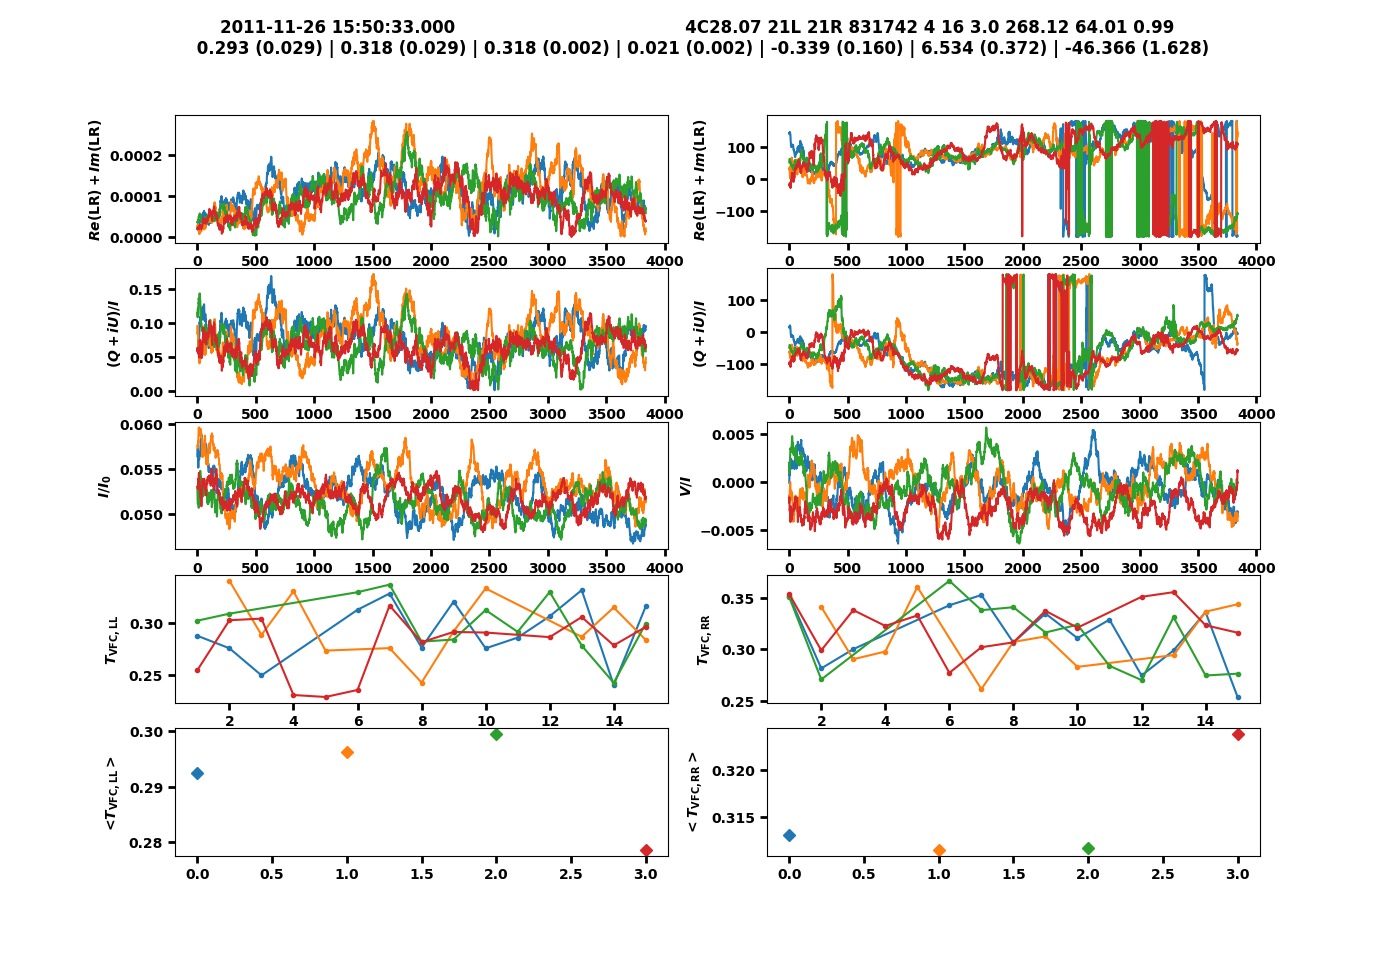 2011-11-26 15:50:33.000 4C28.07 21L 21R 831742 4 16 3.0 268.12 64.01 0.99
0.293 (0.029) | 0.318 (0.029) | 0.318 (0.002) | 0.021 (0.002) | -0.339 (0.160) | 6.534 (0.372) | -46.366 (1.628)
Re(LR) + Im(LR)
0.0002
0.0001
0.0000
0 500 1000 1500 2000 2500 3000 3500 4000
Re(LR) + Im(LR)
100
0
−100
0 500 1000 1500 2000 2500 3000 3500 4000
(Q + iU)/I
0.15
0.10
0.05
0.00
0 500 1000 1500 2000 2500 3000 3500 4000
(Q + iU)/I
100
0
−100
0 500 1000 1500 2000 2500 3000 3500 4000
I/I0
0.060
0.055
0.050
0 500 1000 1500 2000 2500 3000 3500 4000
V/I
0.005
0.000
−0.005
0 500 1000 1500 2000 2500 3000 3500 4000
TVFC, LL
0.30
0.25
2 4 6 8 10 12 14
TVFC, RR
0.35
0.30
0.25
2 4 6 8 10 12 14
<TVFC, LL >
0.30
0.29
0.28
0.0 0.5 1.0 1.5 2.0 2.5 3.0
< TVFC, RR >
0.320
0.315
0.0 0.5 1.0 1.5 2.0 2.5 3.0